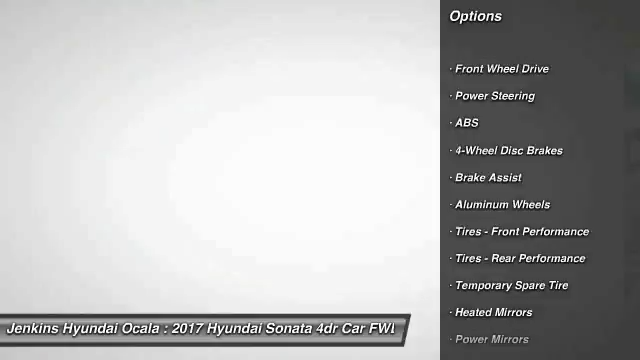 Options
· Front Wheel Drive
· Power Steering
· ABS
· 4-Wheel Disc Brakes
· Brake Assist
· Aluminum Wheels
· Tires - Front Performance
· Tires - Rear Performance
· Temporary Spare Tire
· Heated Mirrors
· Power Mirrors
Jenkins Hyundai Ocala : 2017 Hyundai Sonata 4dr Car FWD